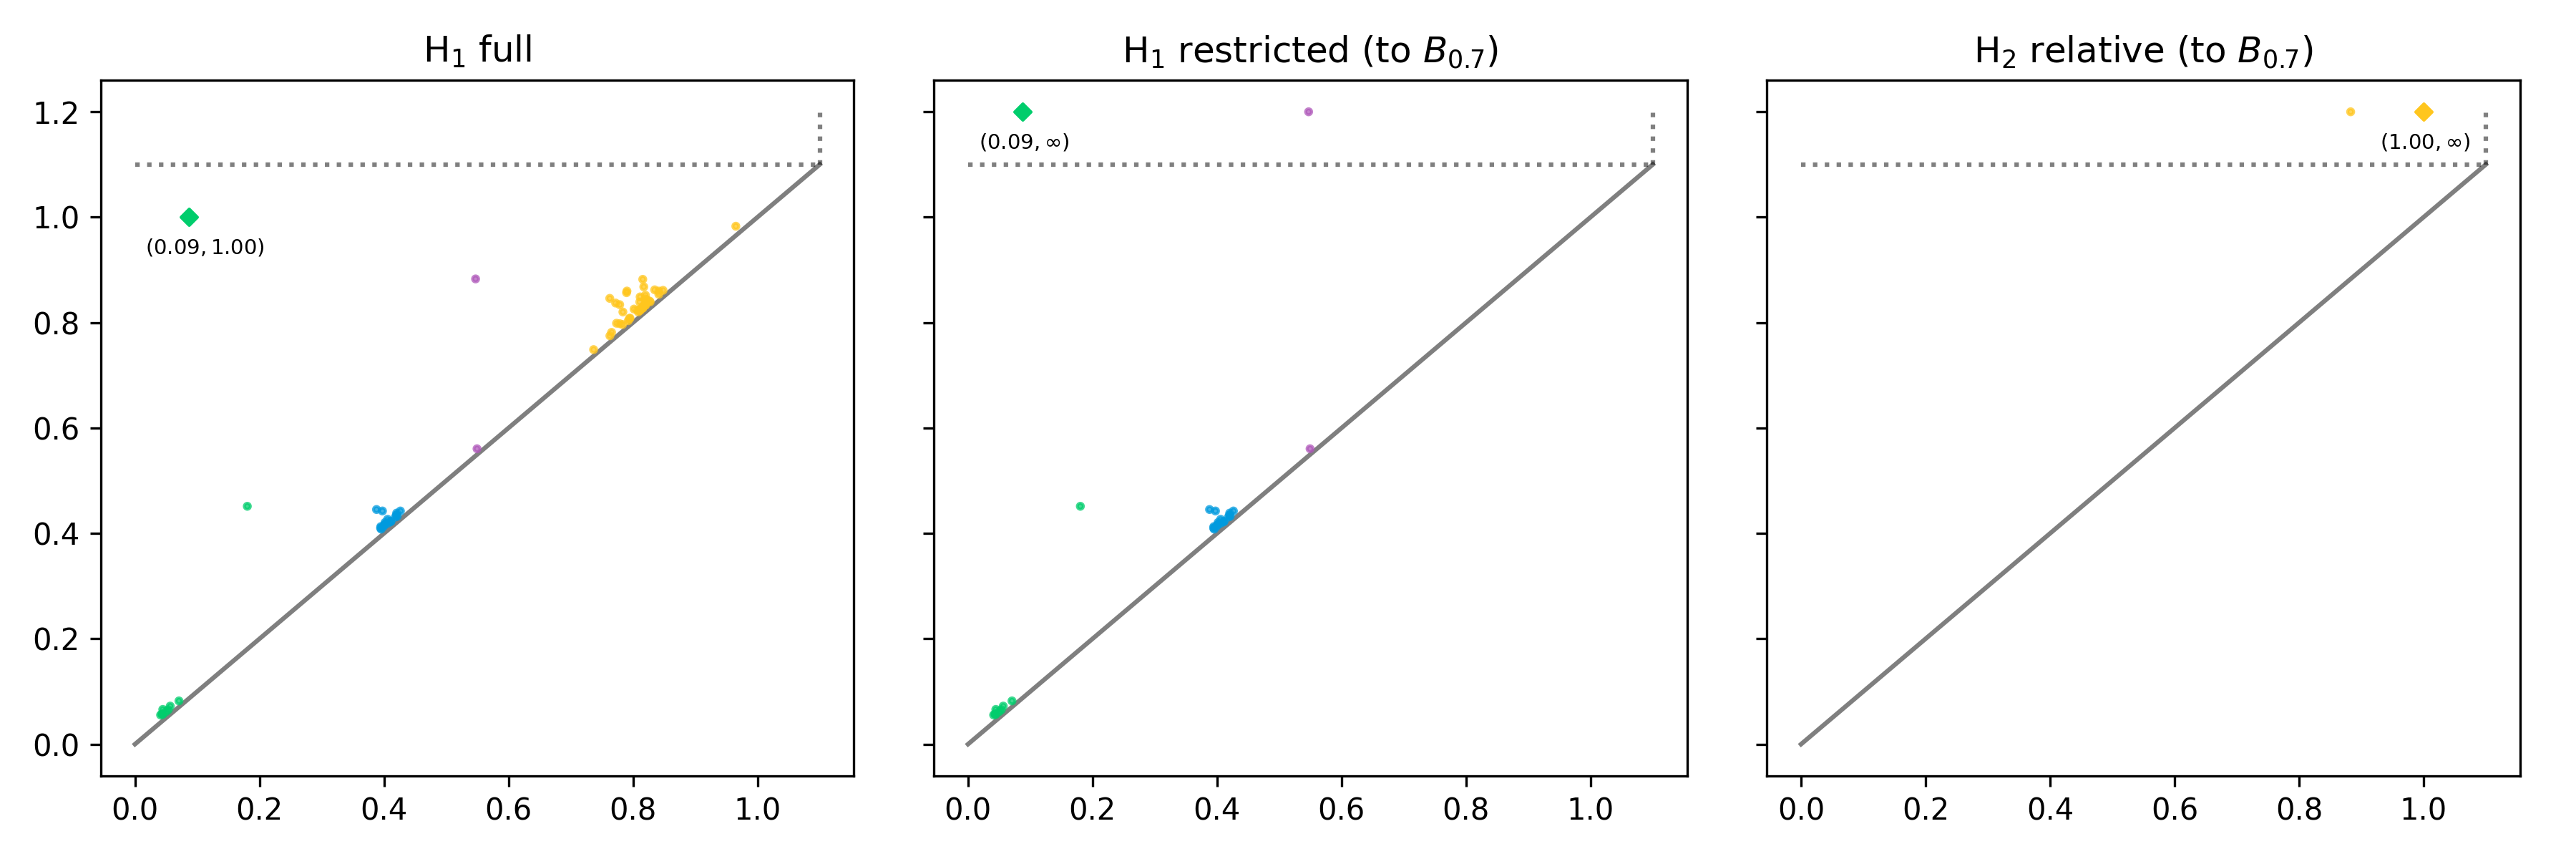 H₁ full
H₁ restricted (to B₀.₇)
H₂ relative (to B₀.₇)
1.2
1.0
0.8
0.6
0.4
0.2
0.0
(0.09, 1.00)
(0.09, ∞)
(1.00, ∞)
0.0 0.2 0.4 0.6 0.8 1.0
0.0 0.2 0.4 0.6 0.8 1.0
0.0 0.2 0.4 0.6 0.8 1.0